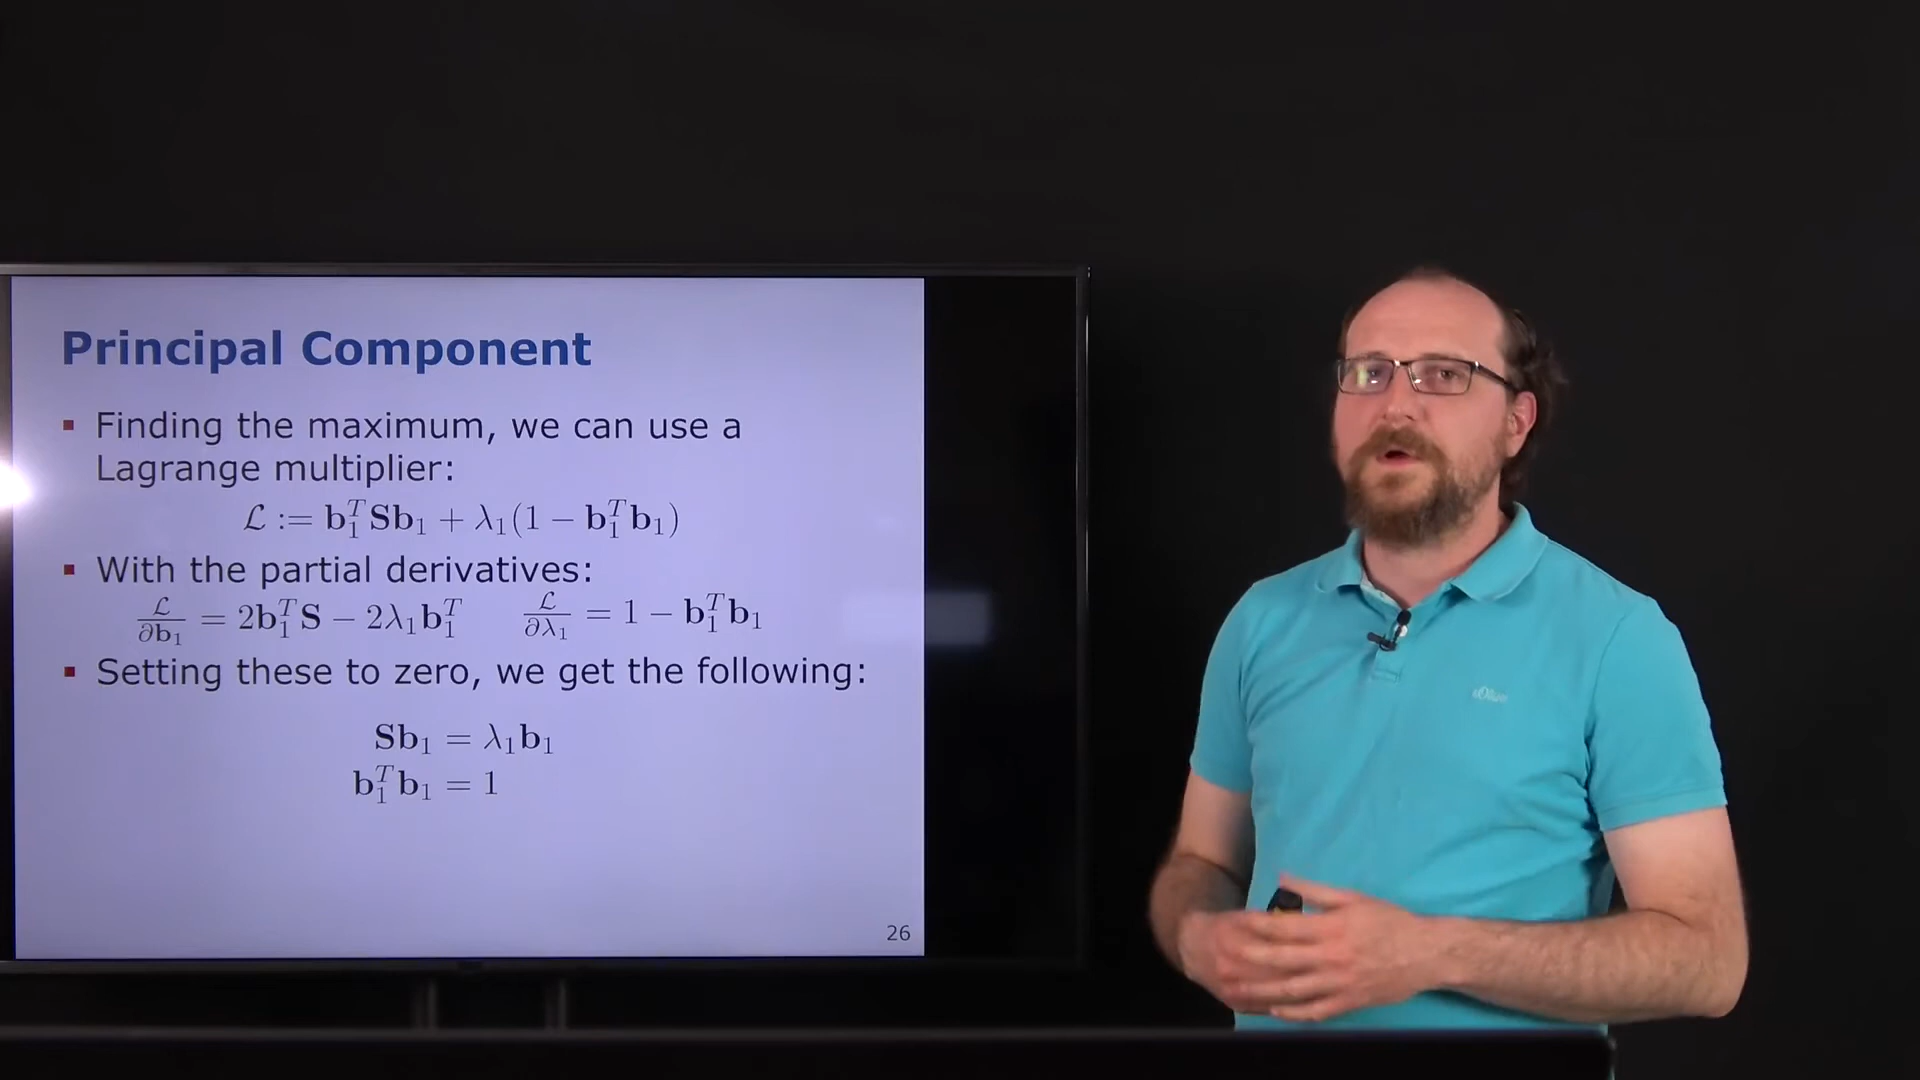 Principal Component
▪ Finding the maximum, we can use a
Lagrange multiplier:
ℒ := b₁ᵀSb₁ + λ₁(1 − b₁ᵀb₁)
▪ With the partial derivatives:
ℒ/∂b₁ = 2b₁ᵀS − 2λ₁b₁ᵀ ℒ/∂λ₁ = 1 − b₁ᵀb₁
▪ Setting these to zero, we get the following:
Sb₁ = λ₁b₁
b₁ᵀb₁ = 1
26